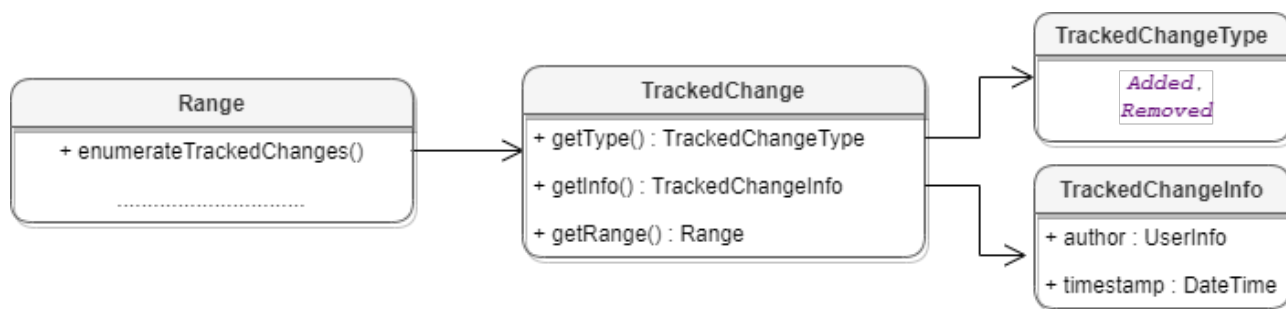 Range
+ enumerateTrackedChanges()
................................
TrackedChange
+ getType() : TrackedChangeType
+ getInfo() : TrackedChangeInfo
+ getRange() : Range
TrackedChangeType
Added,
Removed
TrackedChangeInfo
+ author : UserInfo
+ timestamp : DateTime